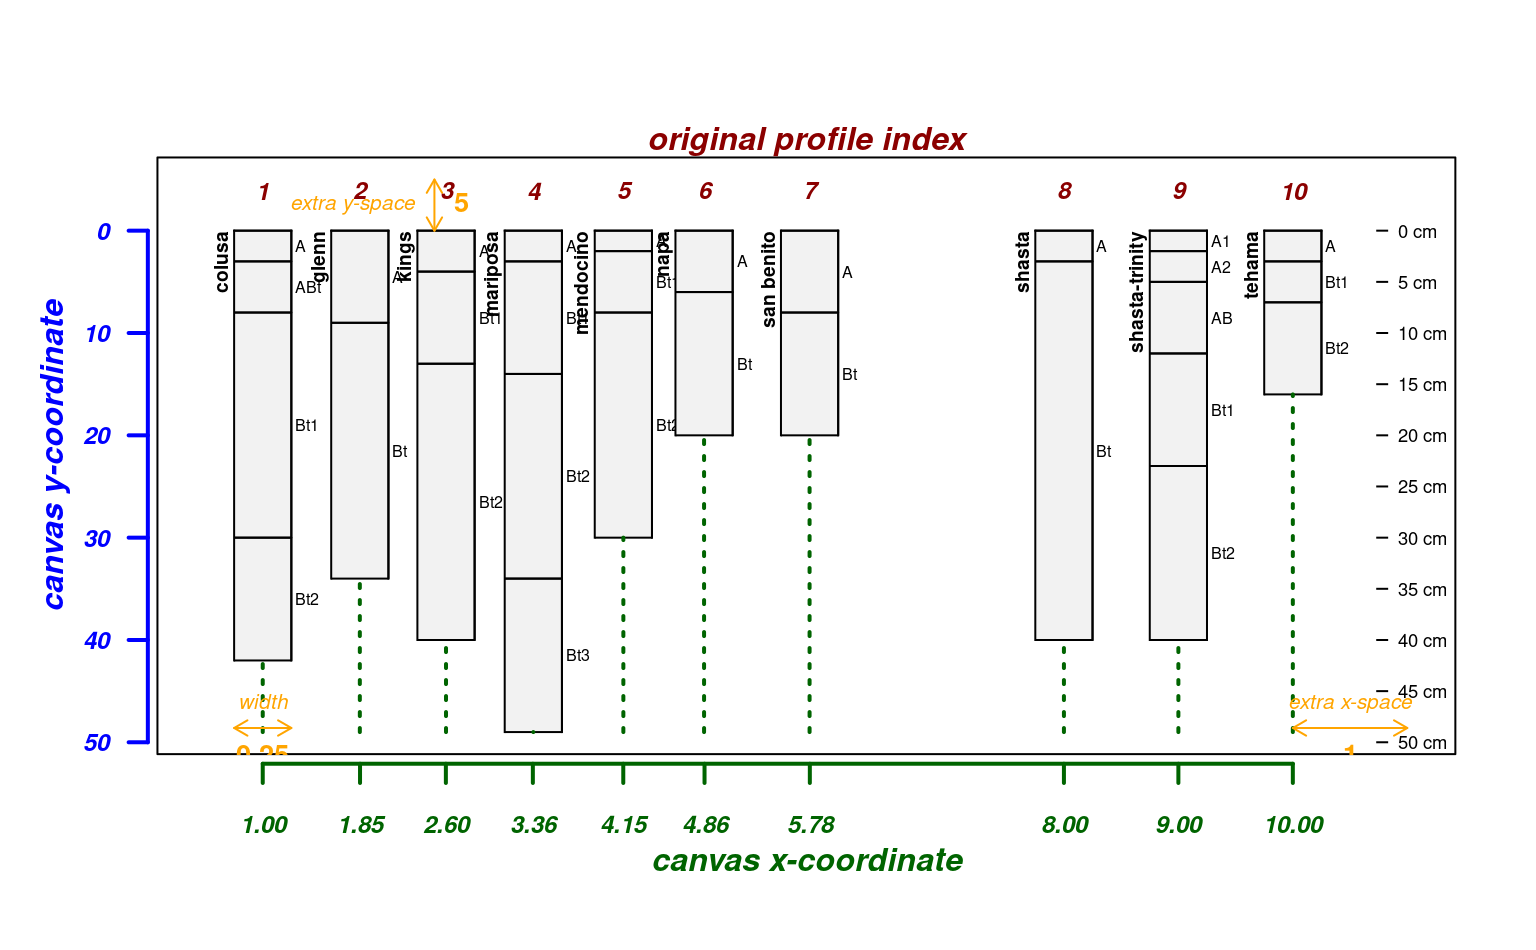 original profile index
1 2 3 4 5 6 7 8 9 10
extra y-space 5
canvas y-coordinate
0
10
20
30
40
50
colusa
A
ABt
Bt1
Bt2
glenn
A
Bt
kings
A
Bt1
Bt2
mariposa
A
Bt2
Bt3
mendocino
Bt1
Bt2
napa
A
Bt
san benito
A
Bt
shasta
A
Bt
shasta-trinity
A1
A2
AB
Bt1
Bt2
tehama
A
Bt1
Bt2
0 cm
5 cm
10 cm
15 cm
20 cm
25 cm
30 cm
35 cm
40 cm
45 cm
50 cm
width
0.25
extra x-space
1
1.00 1.85 2.60 3.36 4.15 4.86 5.78 8.00 9.00 10.00
canvas x-coordinate